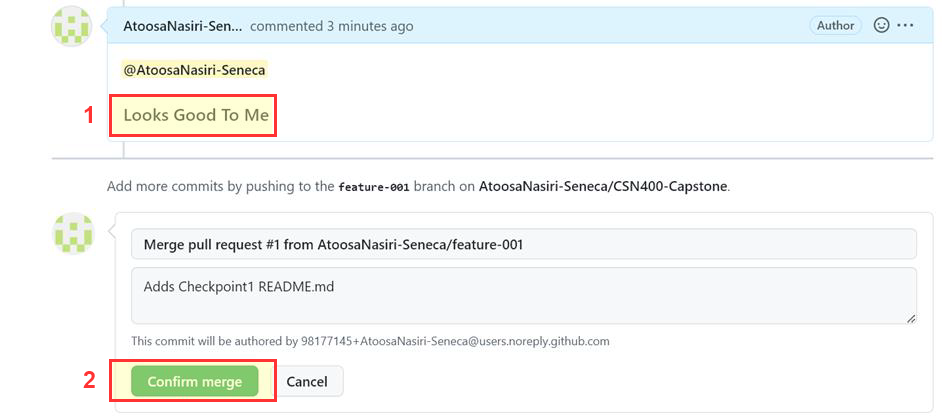 AtoosaNasiri-Sen... commented 3 minutes ago Author
@AtoosaNasiri-Seneca
1 Looks Good To Me
Add more commits by pushing to the feature-001 branch on AtoosaNasiri-Seneca/CSN400-Capstone.
Merge pull request #1 from AtoosaNasiri-Seneca/feature-001
Adds Checkpoint1 README.md
This commit will be authored by 98177145+AtoosaNasiri-Seneca@users.noreply.github.com
2 Confirm merge Cancel